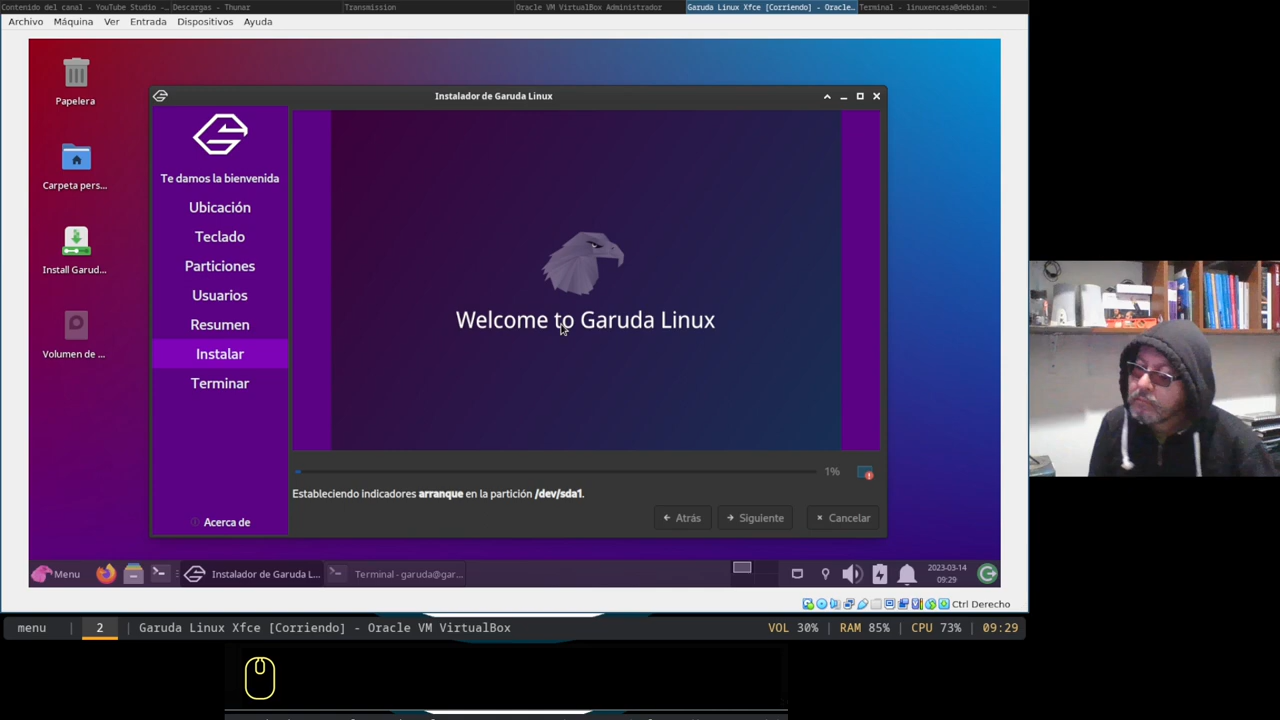 Contenido del canal - YouTube Studio -...
Descargas - Thunar
Transmission
Oracle VM VirtualBox Administrador
Garuda Linux Xfce [Corriendo] - Oracle...
Terminal - linuxencasa@debian: ~
Archivo Máquina Ver Entrada Dispositivos Ayuda
Papelera
Carpeta pers...
Install Garud...
Volumen de ...
Instalador de Garuda Linux
Te damos la bienvenida
Ubicación
Teclado
Particiones
Usuarios
Resumen
Instalar
Terminar
Acerca de
Welcome to Garuda Linux
1%
Estableciendo indicadores arranque en la partición /dev/sda1.
Atrás
Siguiente
Cancelar
Menu
Instalador de Garuda L...
Terminal - garuda@gar...
2023-03-14
09:29
Ctrl Derecho
menu | 2 | Garuda Linux Xfce [Corriendo] - Oracle VM VirtualBox
VOL 30% | RAM 85% | CPU 73% | 09:29